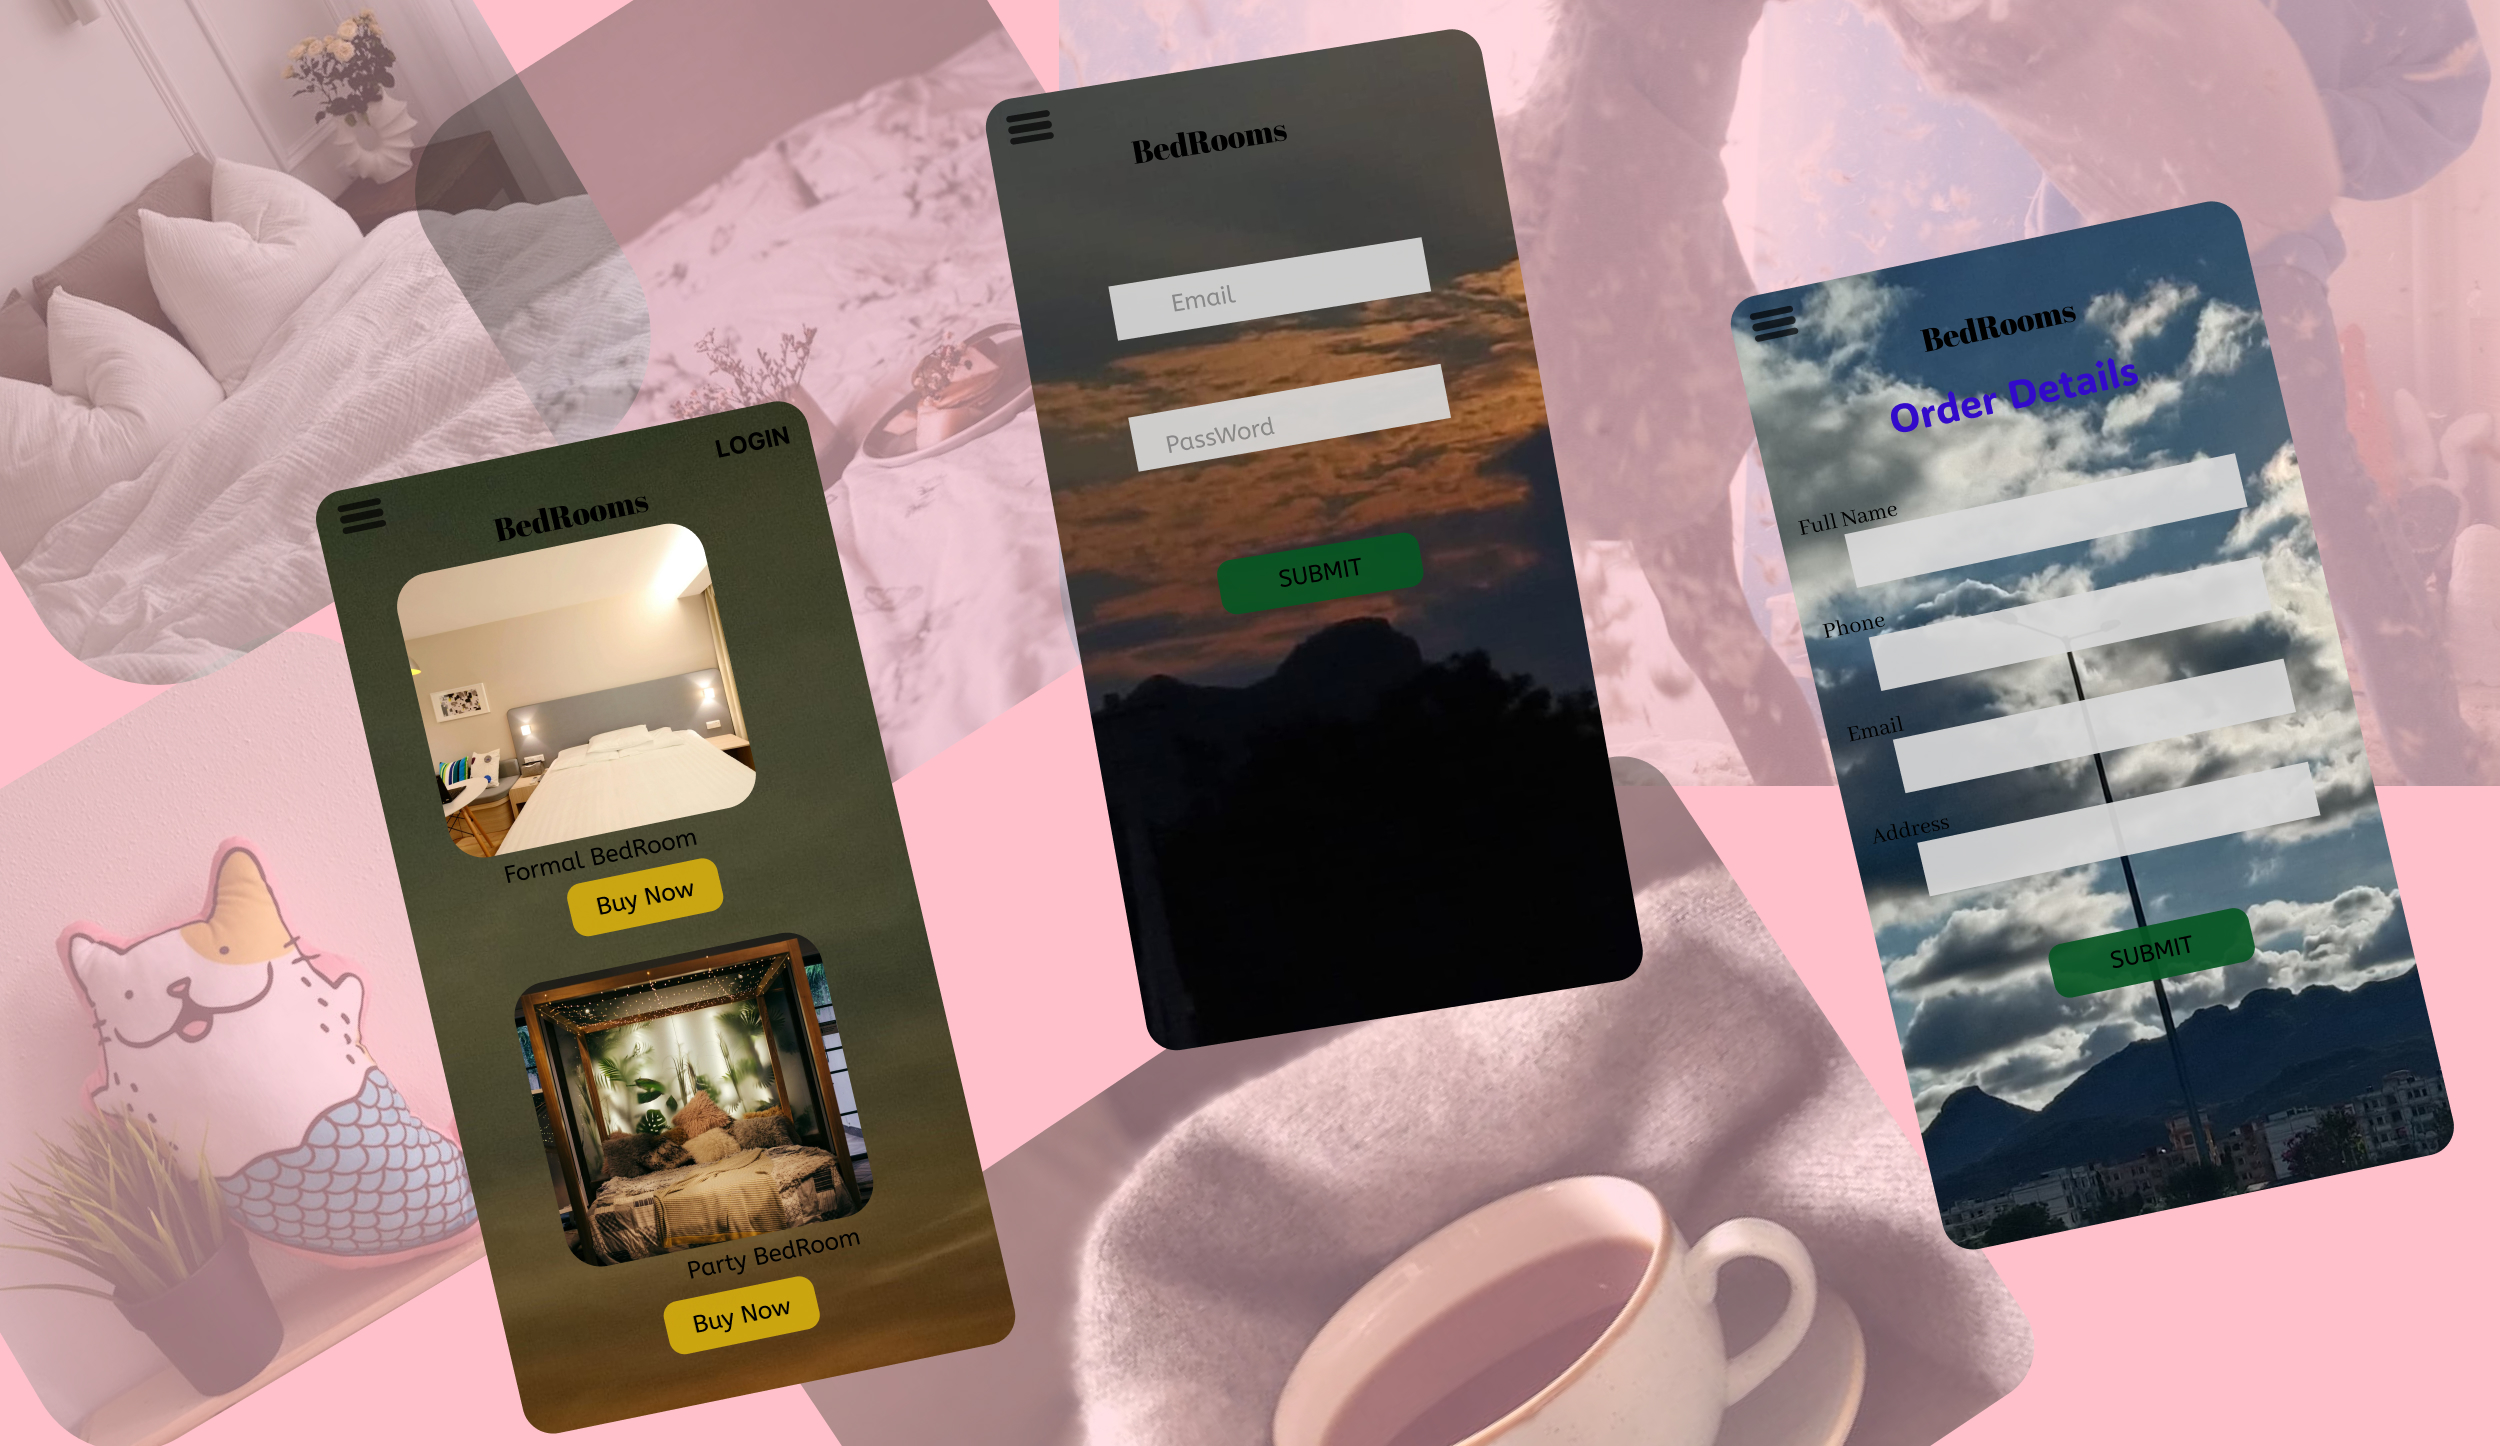 LOGIN
BedRooms
Formal BedRoom
Buy Now
Party BedRoom
Buy Now
BedRooms
Email
PassWord
SUBMIT
BedRooms
Order Details
Full Name
Phone
Email
Address
SUBMIT